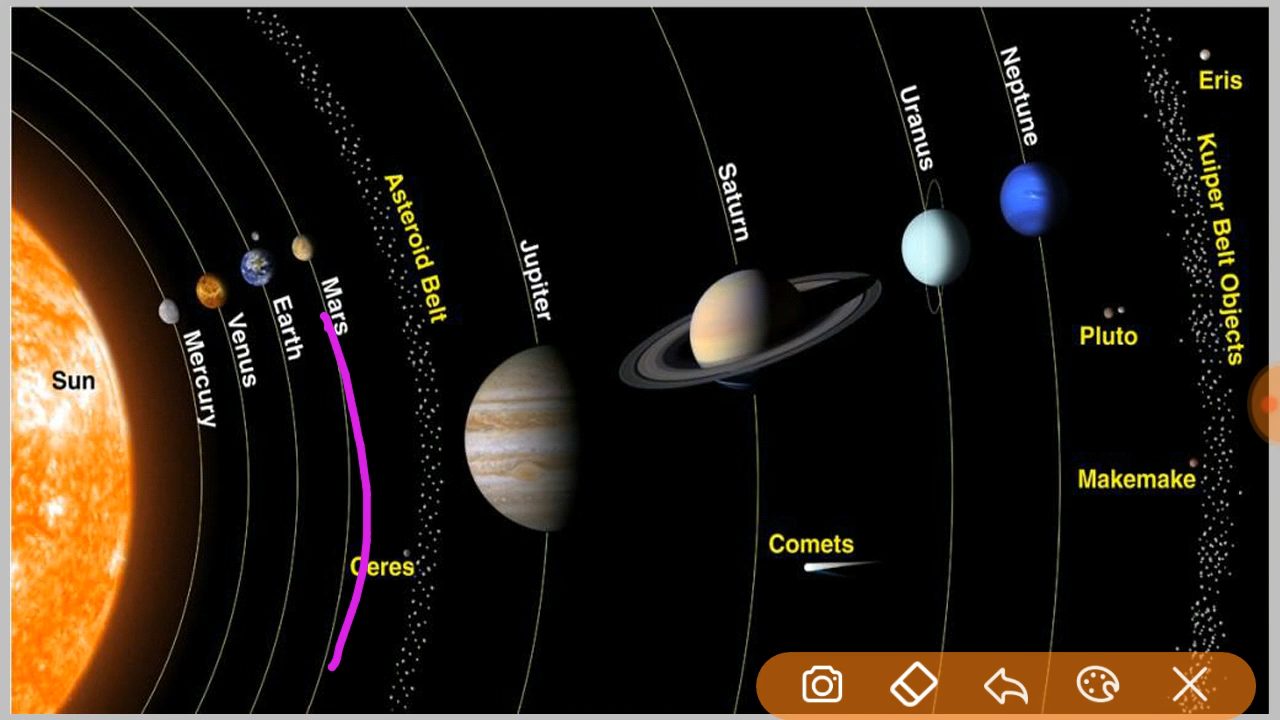 Sun
Mercury
Venus
Earth
Mars
Asteroid Belt
Ceres
Jupiter
Saturn
Comets
Uranus
Neptune
Pluto
Makemake
Eris
Kuiper Belt Objects